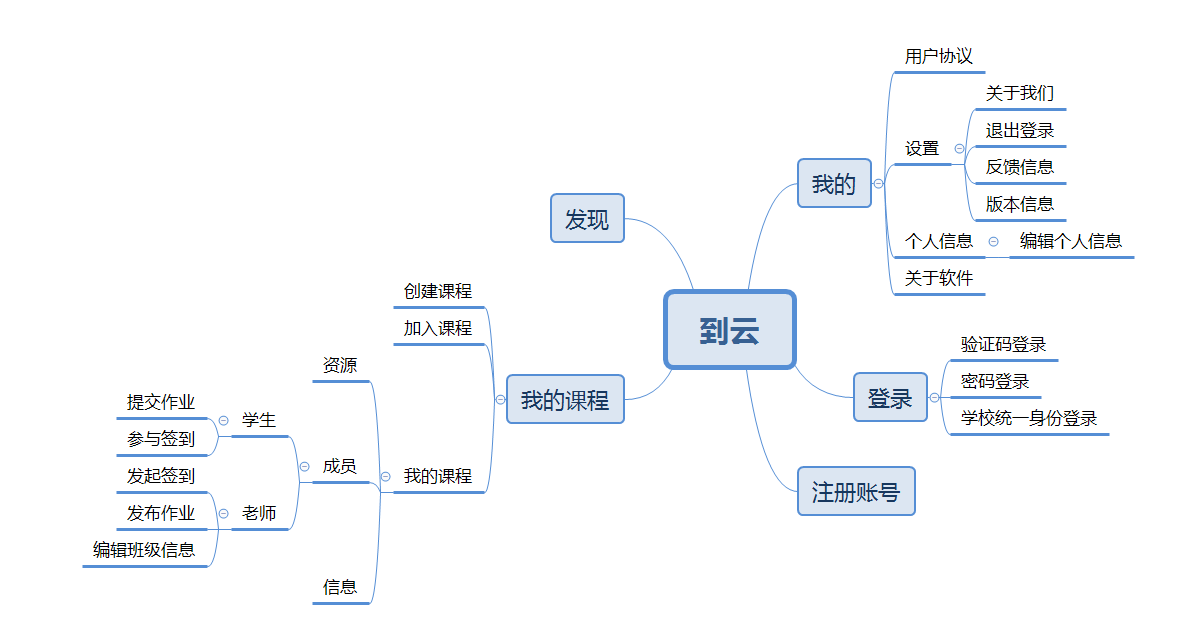 到云
我的
用户协议
设置
关于我们
退出登录
反馈信息
版本信息
个人信息
编辑个人信息
关于软件
登录
验证码登录
密码登录
学校统一身份登录
注册账号
发现
我的课程
创建课程
加入课程
我的课程
资源
成员
学生
提交作业
参与签到
老师
发起签到
发布作业
编辑班级信息
信息